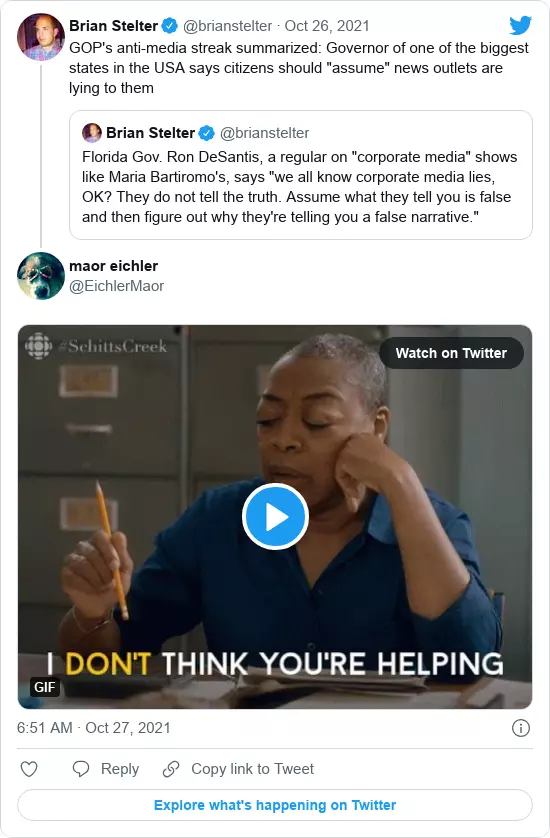 Brian Stelter @brianstelter · Oct 26, 2021
GOP's anti-media streak summarized: Governor of one of the biggest
states in the USA says citizens should "assume" news outlets are
lying to them
Brian Stelter @brianstelter
Florida Gov. Ron DeSantis, a regular on "corporate media" shows
like Maria Bartiromo's, says "we all know corporate media lies,
OK? They do not tell the truth. Assume what they tell you is false
and then figure out why they're telling you a false narrative."
maor eichler
@EichlerMaor
#SchittsCreek
Watch on Twitter
I DON'T THINK YOU'RE HELPING
GIF
6:51 AM · Oct 27, 2021
Reply Copy link to Tweet
Explore what's happening on Twitter